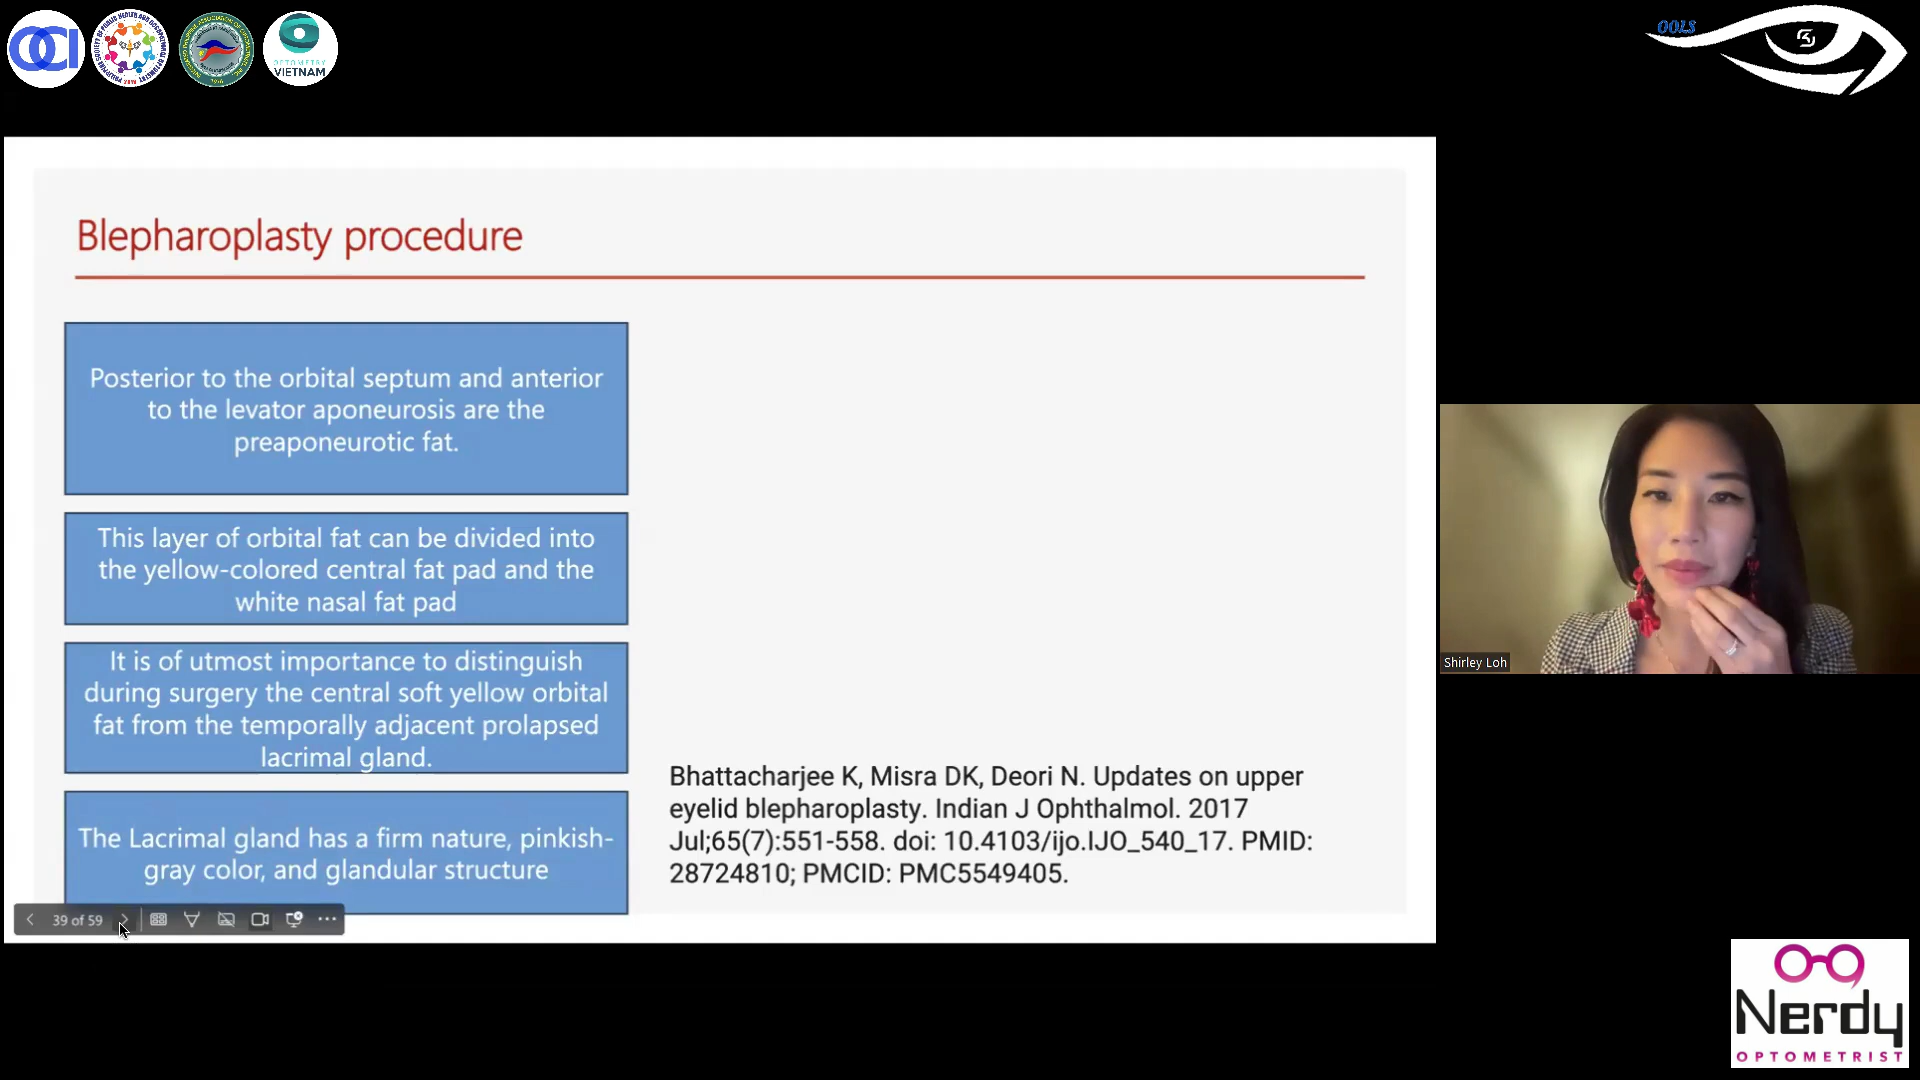 OCI
OPTOMETRY
VIETNAM
OOLS
Blepharoplasty procedure
Posterior to the orbital septum and anterior
to the levator aponeurosis are the
preaponeurotic fat.
This layer of orbital fat can be divided into
the yellow-colored central fat pad and the
white nasal fat pad
It is of utmost importance to distinguish
during surgery the central soft yellow orbital
fat from the temporally adjacent prolapsed
lacrimal gland.
The Lacrimal gland has a firm nature, pinkish-
gray color, and glandular structure
Bhattacharjee K, Misra DK, Deori N. Updates on upper
eyelid blepharoplasty. Indian J Ophthalmol. 2017
Jul;65(7):551-558. doi: 10.4103/ijo.IJO_540_17. PMID:
28724810; PMCID: PMC5549405.
39 of 59
Shirley Loh
Nerdy
OPTOMETRIST